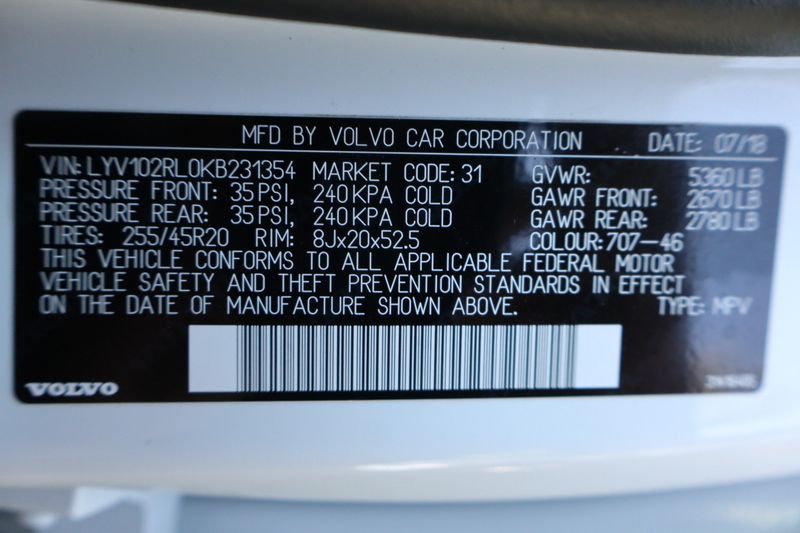 MFD BY VOLVO CAR CORPORATION DATE: 07/18
VIN: LYV102RL0KB231354 MARKET CODE: 31 GVWR: 5360 LB
PRESSURE FRONT: 35 PSI, 240 KPA COLD GAWR FRONT: 2670 LB
PRESSURE REAR: 35 PSI, 240 KPA COLD GAWR REAR: 2780 LB
TIRES: 255/45R20 RIM: 8Jx20x52.5 COLOUR: 707-46
THIS VEHICLE CONFORMS TO ALL APPLICABLE FEDERAL MOTOR
VEHICLE SAFETY AND THEFT PREVENTION STANDARDS IN EFFECT
ON THE DATE OF MANUFACTURE SHOWN ABOVE. TYPE: MPV
VOLVO